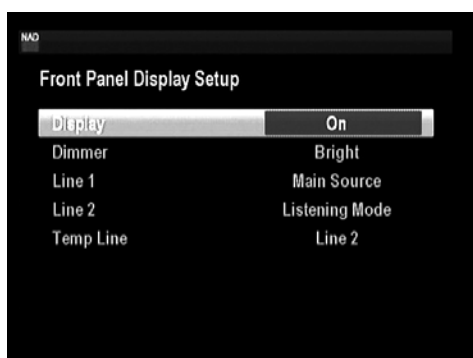 NAD
Front Panel Display Setup
Display On
Dimmer Bright
Line 1 Main Source
Line 2 Listening Mode
Temp Line Line 2